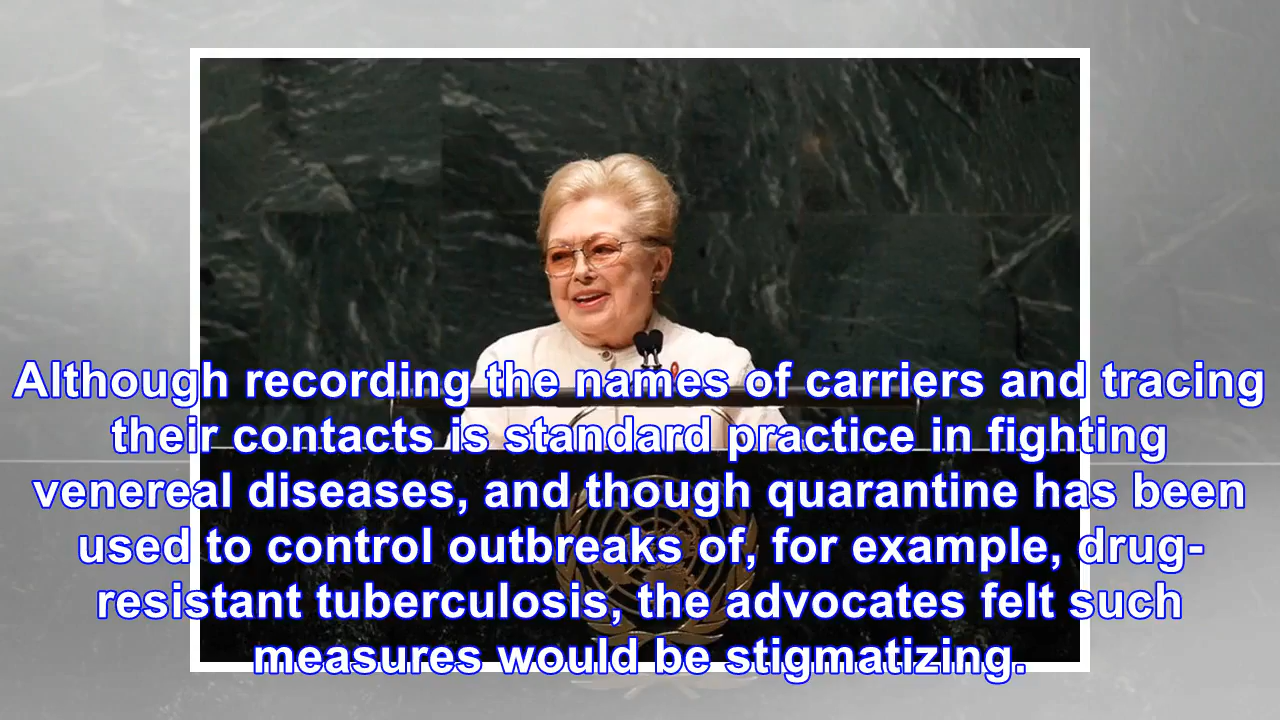 Although recording the names of carriers and tracing
their contacts is standard practice in fighting
venereal diseases, and though quarantine has been
used to control outbreaks of, for example, drug-
resistant tuberculosis, the advocates felt such
measures would be stigmatizing.